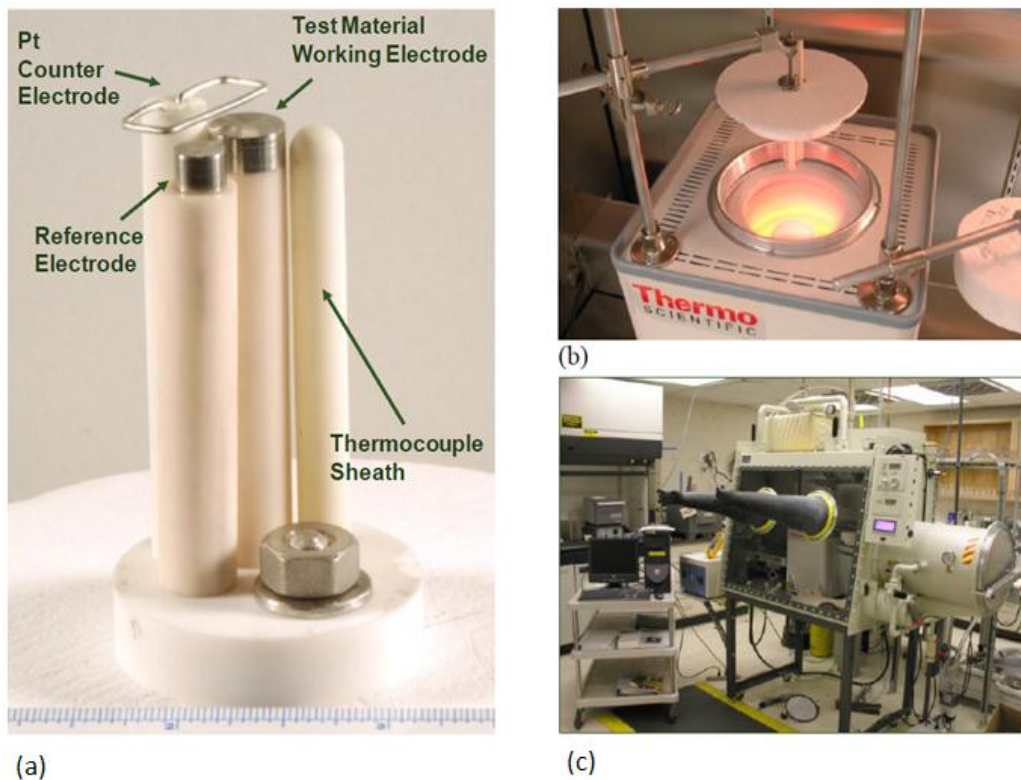 Pt
Counter
Electrode
Test Material
Working Electrode
Reference
Electrode
Thermocouple
Sheath
(a)
Thermo
SCIENTIFIC
(b)
(c)